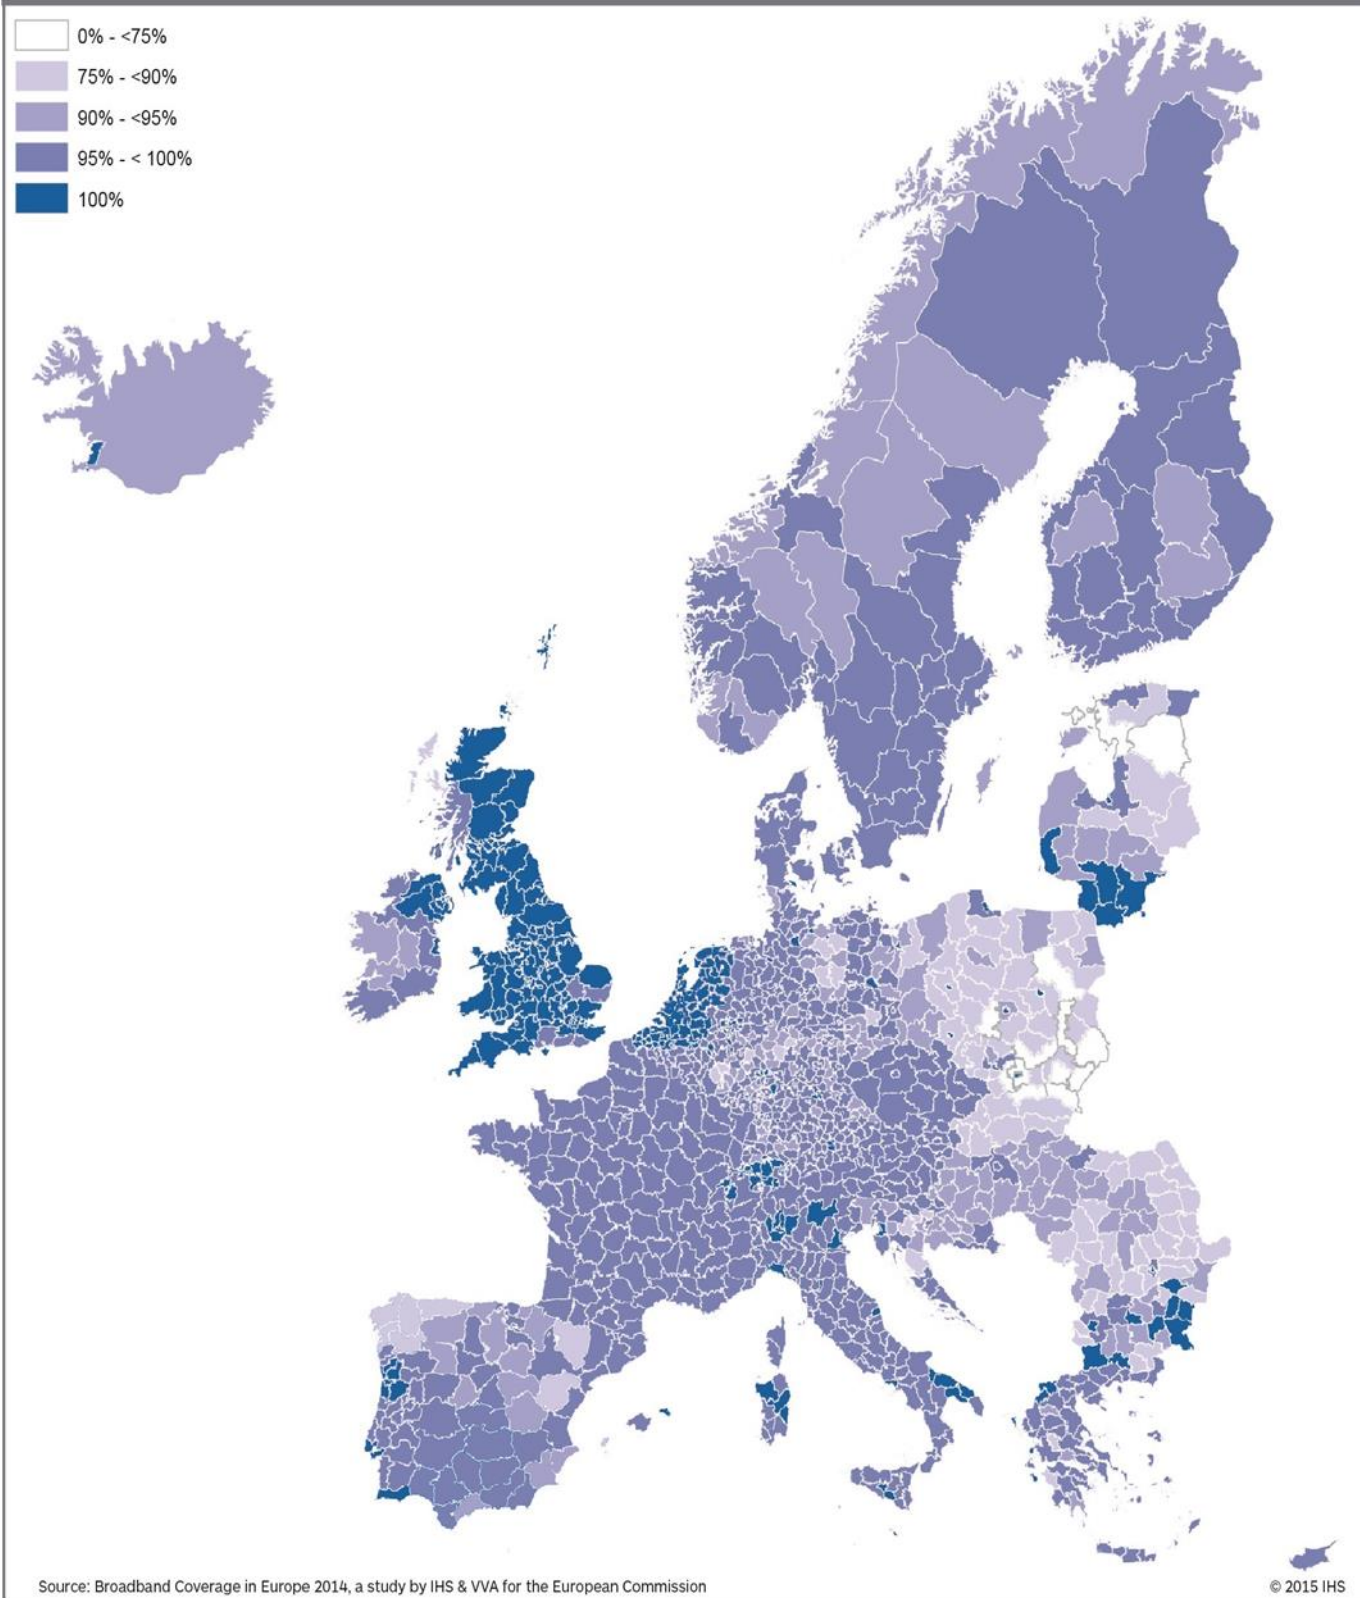 0% - <75%
75% - <90%
90% - <95%
95% - < 100%
100%
Source: Broadband Coverage in Europe 2014, a study by IHS & VVA for the European Commission
© 2015 IHS